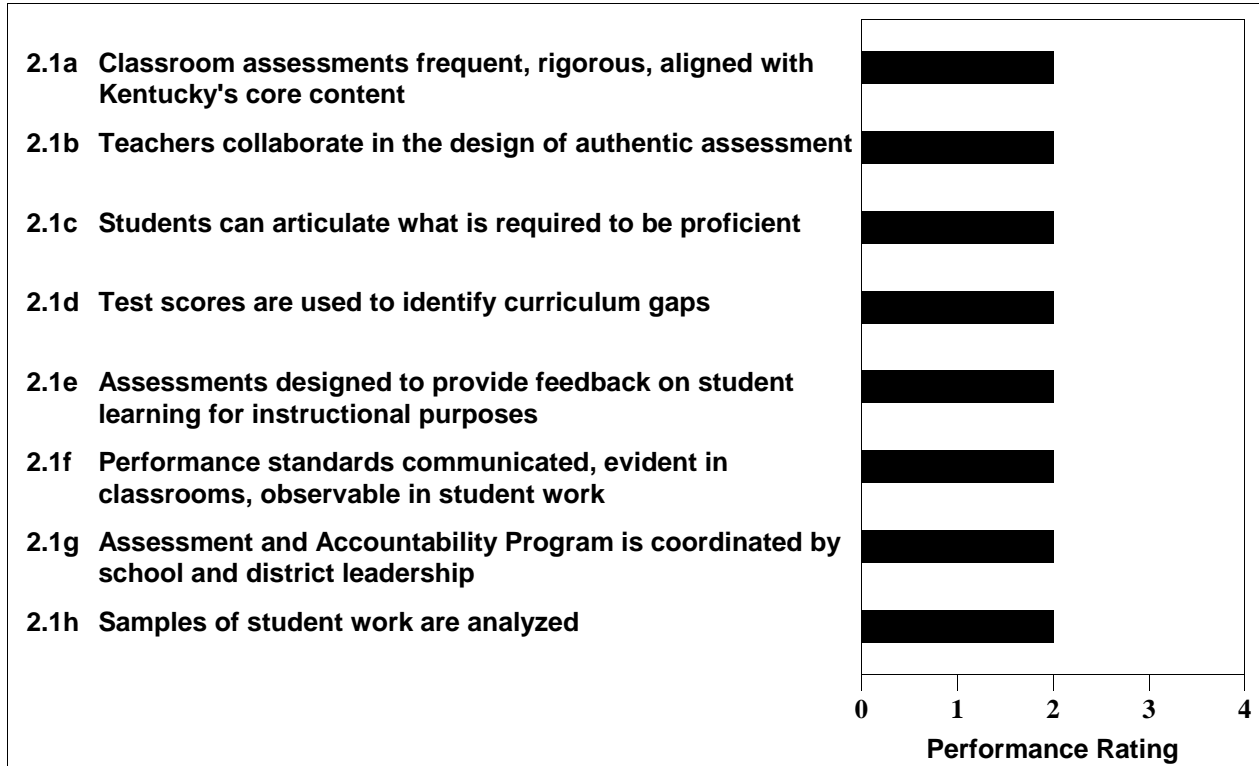 2.1a Classroom assessments frequent, rigorous, aligned with
Kentucky's core content
2.1b Teachers collaborate in the design of authentic assessment
2.1c Students can articulate what is required to be proficient
2.1d Test scores are used to identify curriculum gaps
2.1e Assessments designed to provide feedback on student
learning for instructional purposes
2.1f Performance standards communicated, evident in
classrooms, observable in student work
2.1g Assessment and Accountability Program is coordinated by
school and district leadership
2.1h Samples of student work are analyzed
0 1 2 3 4
Performance Rating